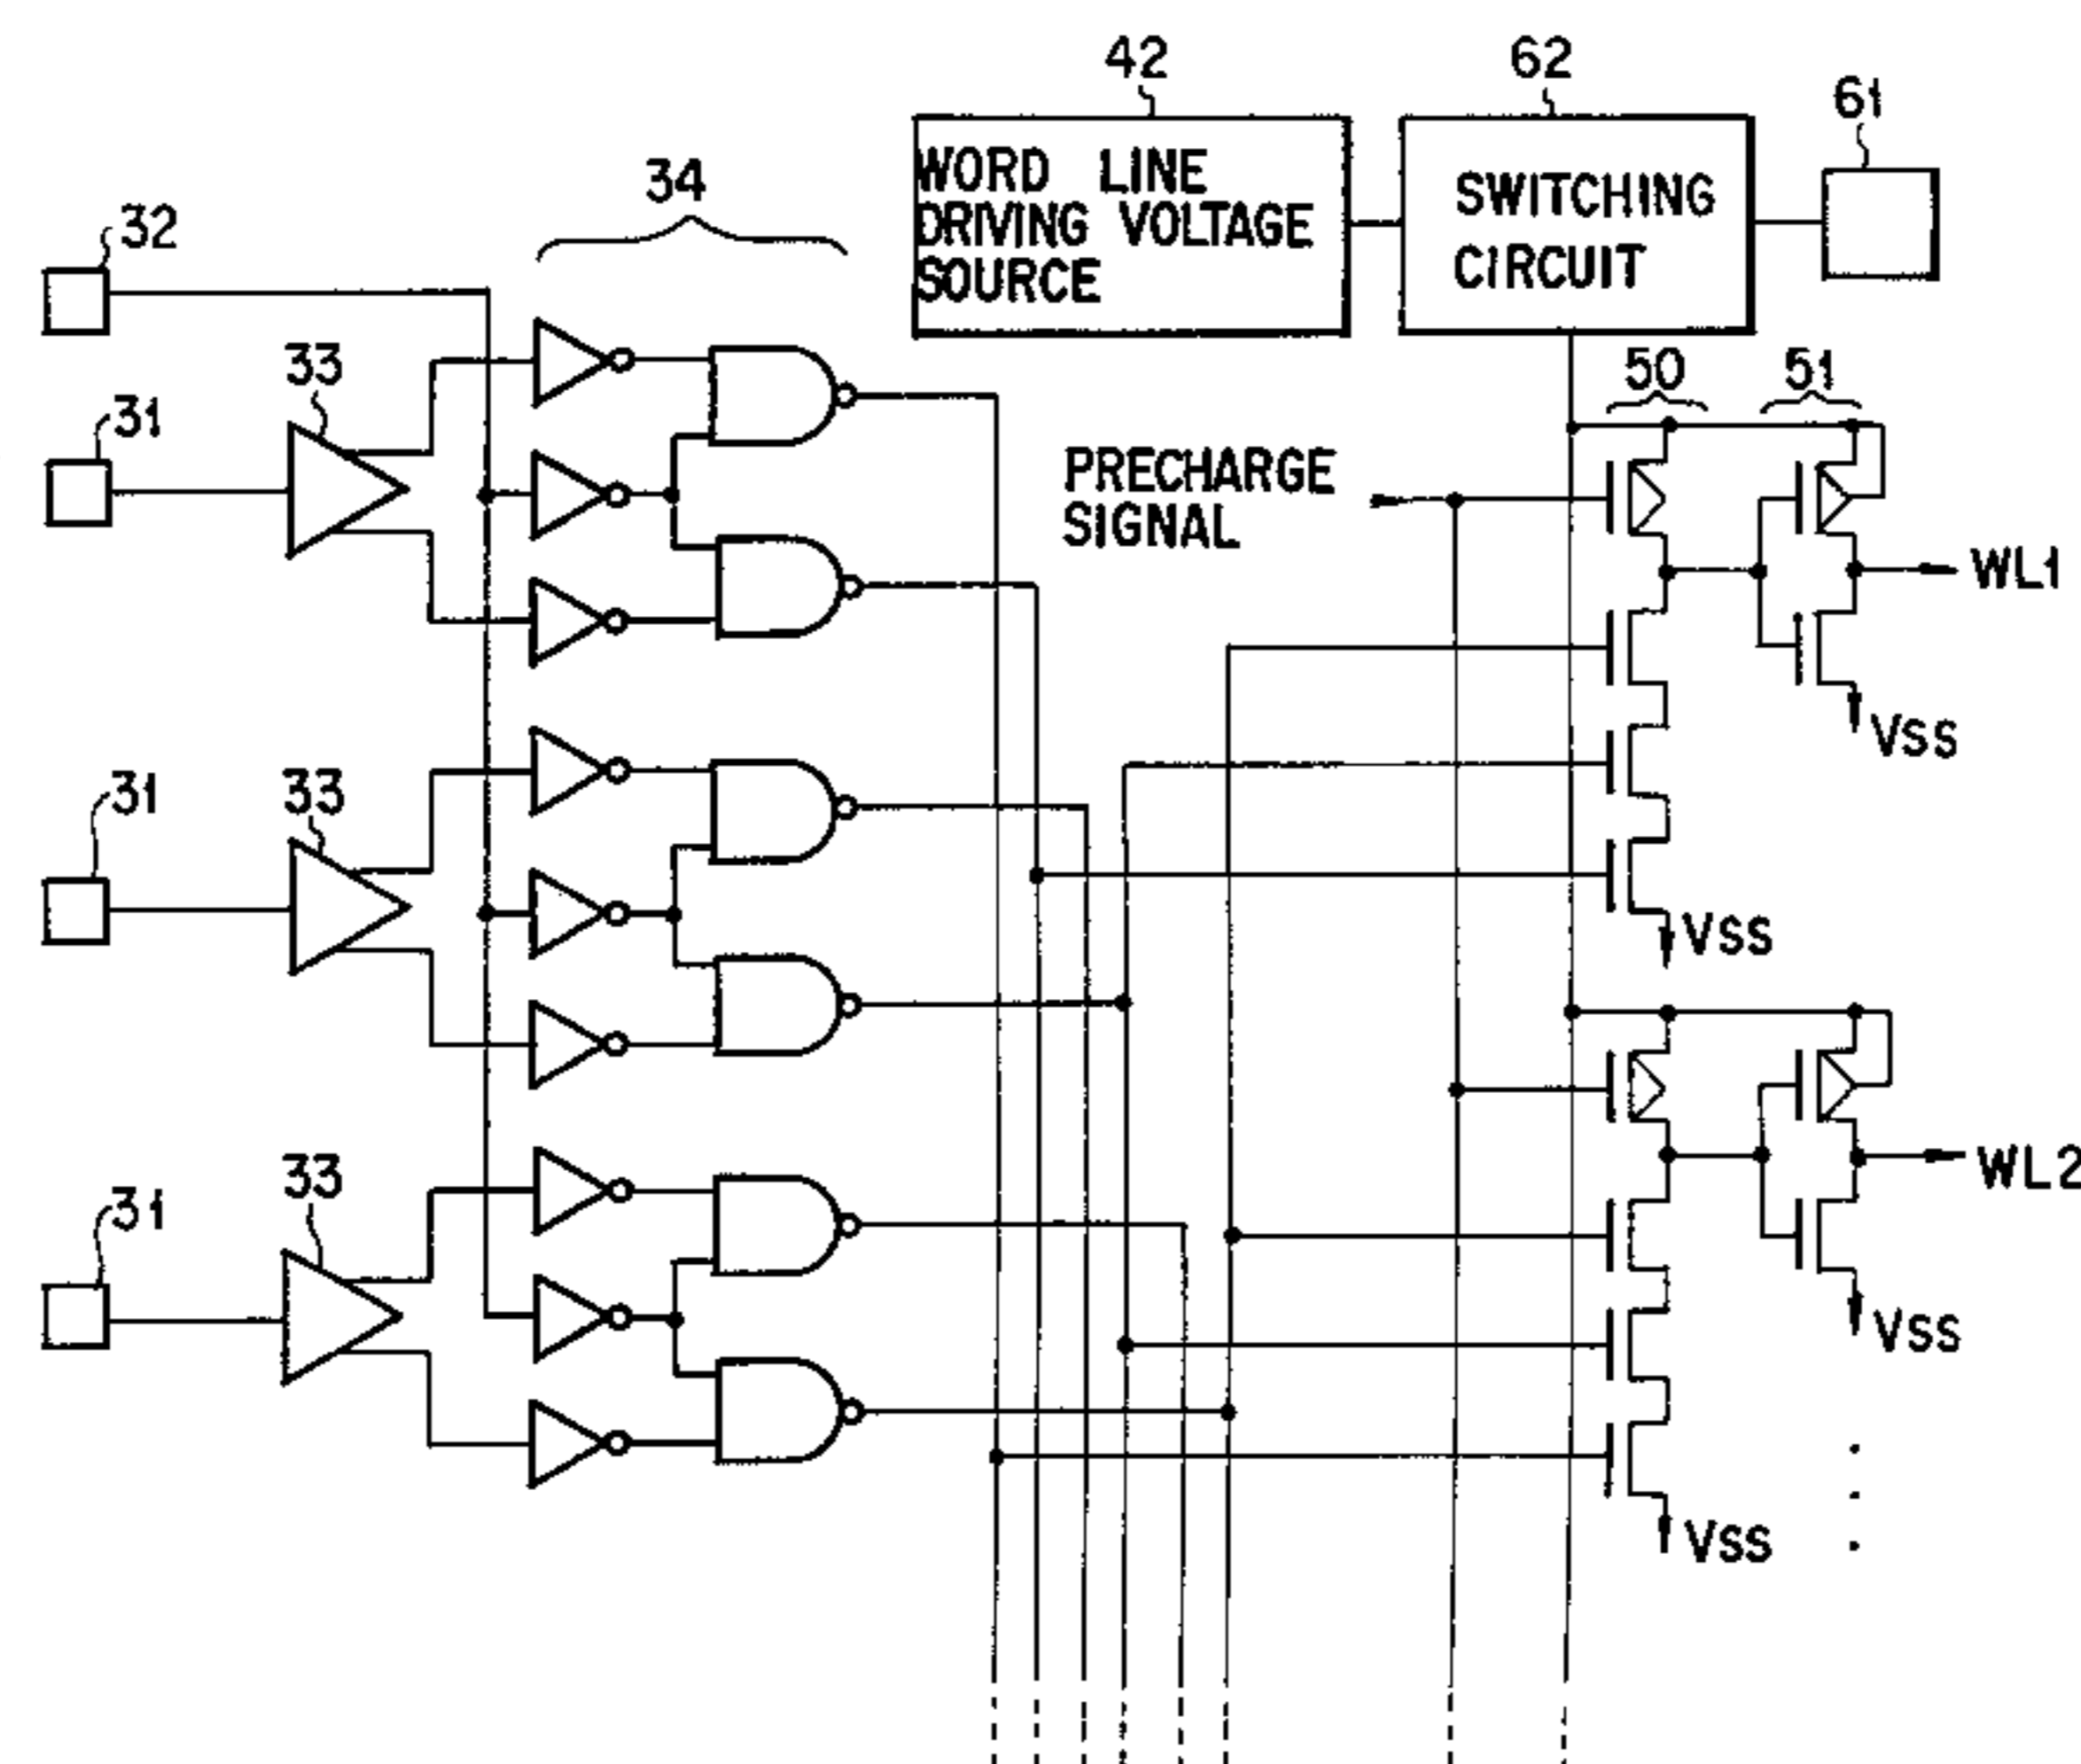 42
62
61
34
WORD LINE
DRIVING VOLTAGE
SOURCE
SWITCHING
CIRCUIT
32
33
31
50
51
PRECHARGE
SIGNAL
WL1
VSS
31
33
VSS
31
33
WL2
VSS
VSS